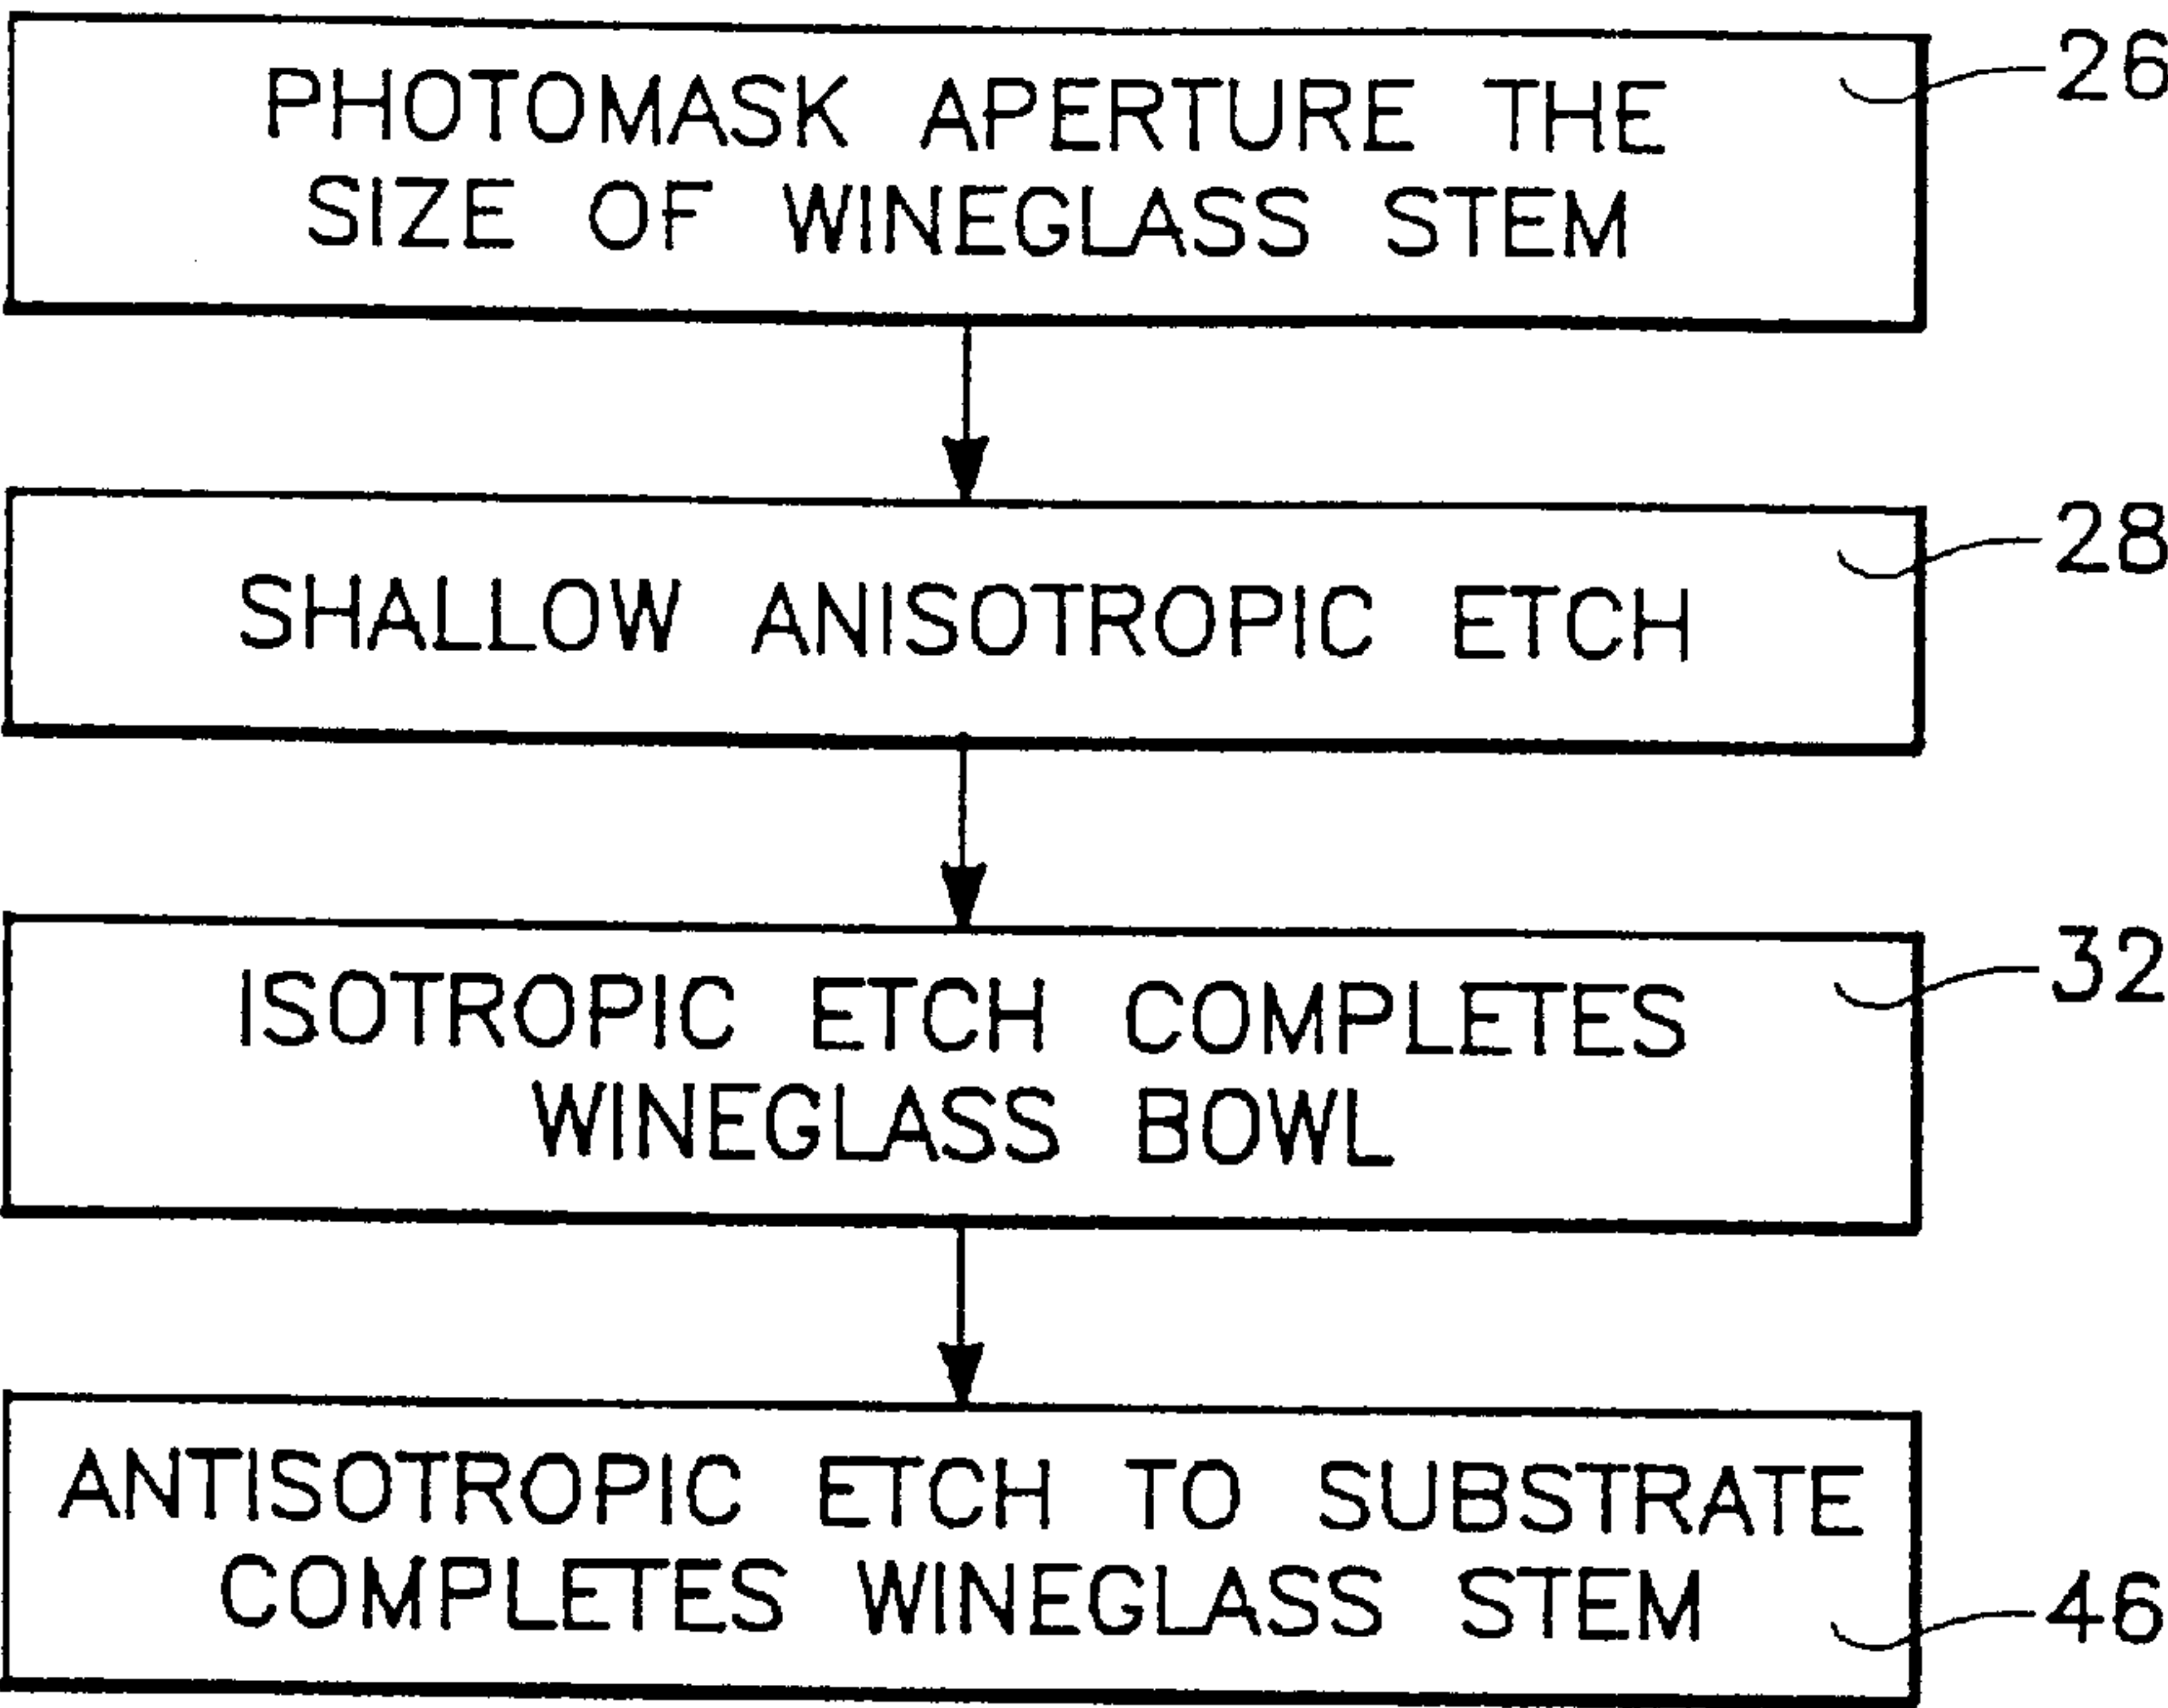 PHOTOMASK APERTURE THE
SIZE OF WINEGLASS STEM
26
SHALLOW ANISOTROPIC ETCH
28
ISOTROPIC ETCH COMPLETES
WINEGLASS BOWL
32
ANTISOTROPIC ETCH TO SUBSTRATE
COMPLETES WINEGLASS STEM
46